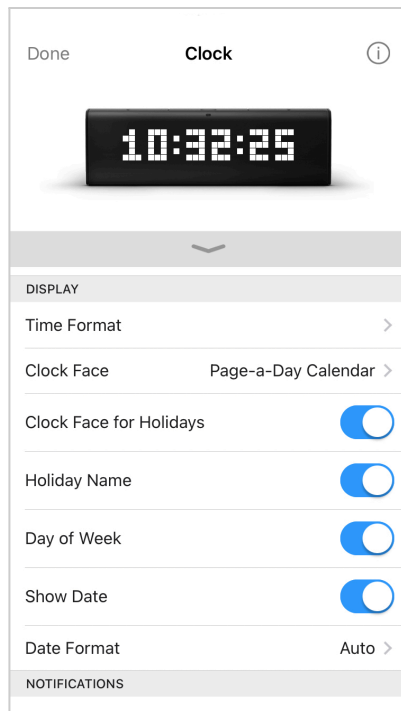 Done Clock
10:32:25
DISPLAY
Time Format
Clock Face Page-a-Day Calendar
Clock Face for Holidays
Holiday Name
Day of Week
Show Date
Date Format Auto
NOTIFICATIONS